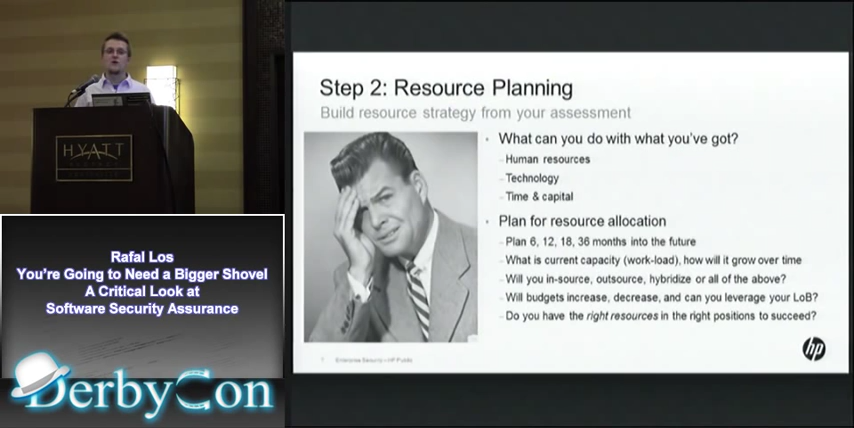 HYATT
Rafal Los
You're Going to Need a Bigger Shovel
A Critical Look at
Software Security Assurance
DerbyCon
Step 2: Resource Planning
Build resource strategy from your assessment
What can you do with what you've got?
Human resources
Technology
Time & capital
Plan for resource allocation
Plan 6, 12, 18, 36 months into the future
What is current capacity (work-load), how will it grow over time
Will you in-source, outsource, hybridize or all of the above?
Will budgets increase, decrease, and can you leverage your LoB?
Do you have the right resources in the right positions to succeed?
Enterprise Security – HP Public
hp